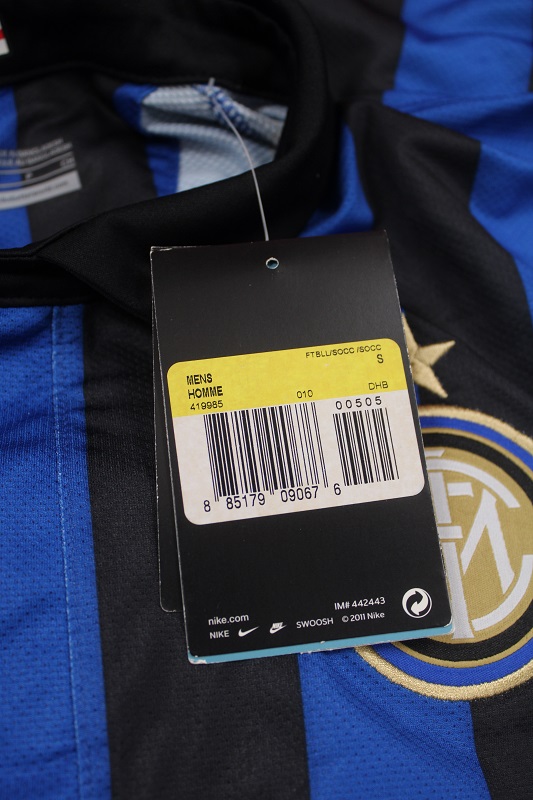 FTBLL/SOCC /SOCC
MENS S
HOMME
419985 010 DHB
00505
8 85179 09067 6
IM# 442443
nike.com
NIKE SWOOSH © 2011 Nike